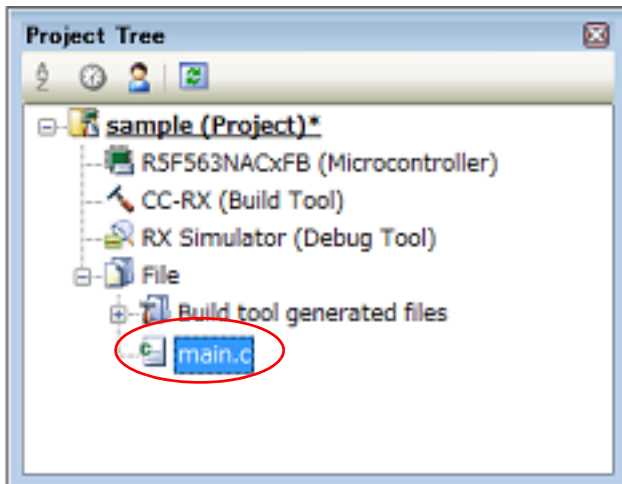 Project Tree
sample (Project)*
R5F563NACxFB (Microcontroller)
CC-RX (Build Tool)
RX Simulator (Debug Tool)
File
Build tool generated files
main.c